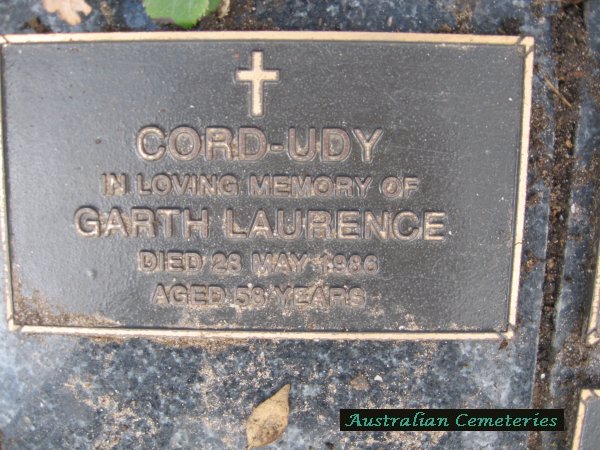 CORD-UDY
IN LOVING MEMORY OF
GARTH LAURENCE
DIED 28 MAY 1986
AGED 58 YEARS
Australian Cemeteries